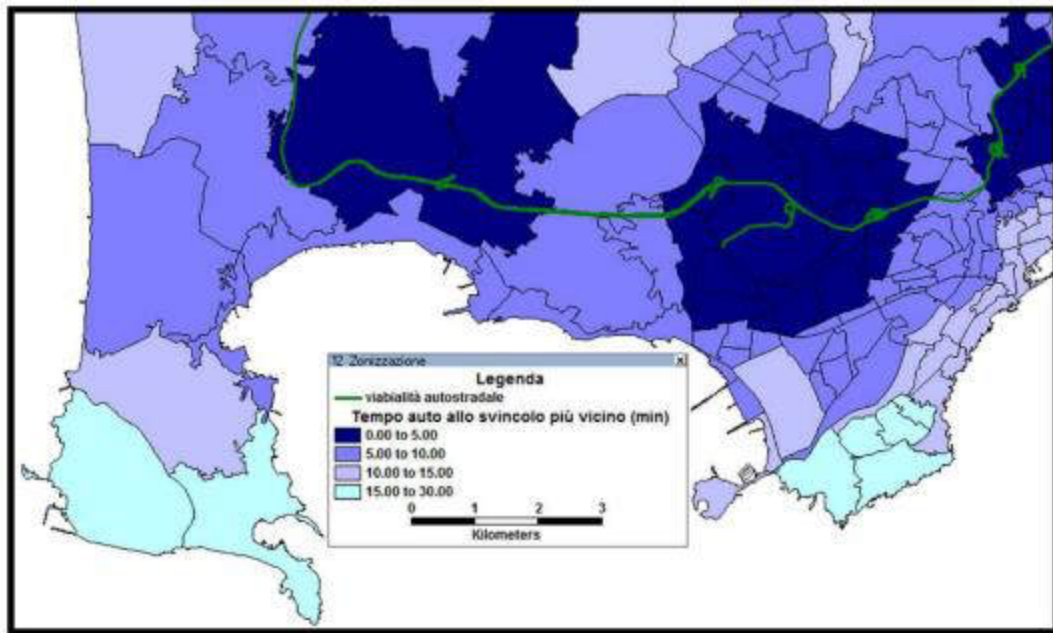 12. Zonizzazione
x
Legenda
viabialità autostradale
Tempo auto allo svincolo più vicino (min)
0.00 to 5.00
5.00 to 10.00
10.00 to 15.00
15.00 to 30.00
0 1 2 3
Kilometers